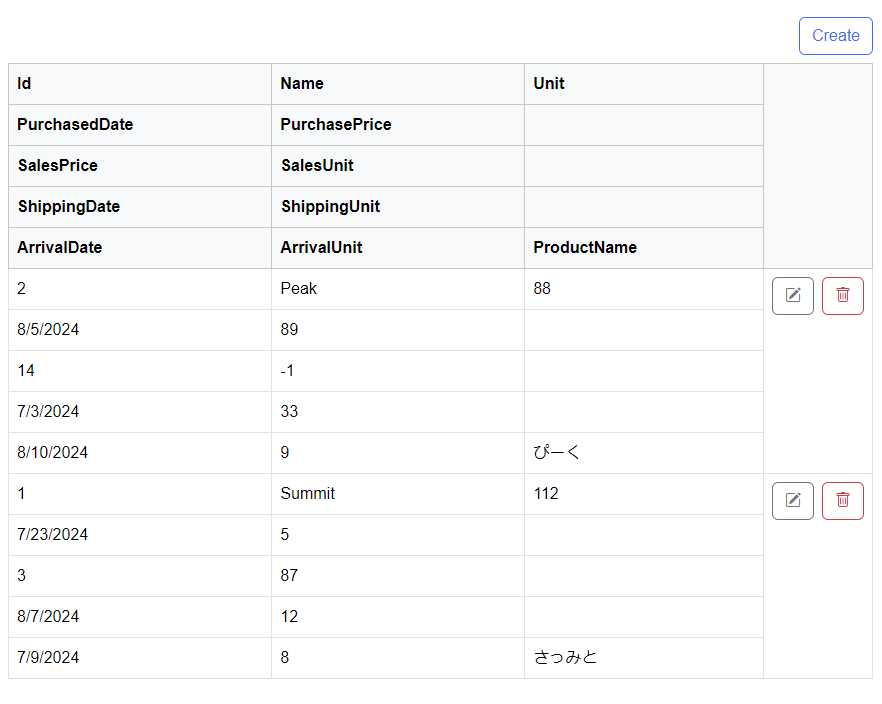 Create
Id Name Unit
PurchasedDate PurchasePrice
SalesPrice SalesUnit
ShippingDate ShippingUnit
ArrivalDate ArrivalUnit ProductName
2 Peak 88
8/5/2024 89
14 -1
7/3/2024 33
8/10/2024 9 ぴーく
1 Summit 112
7/23/2024 5
3 87
8/7/2024 12
7/9/2024 8 さっみと